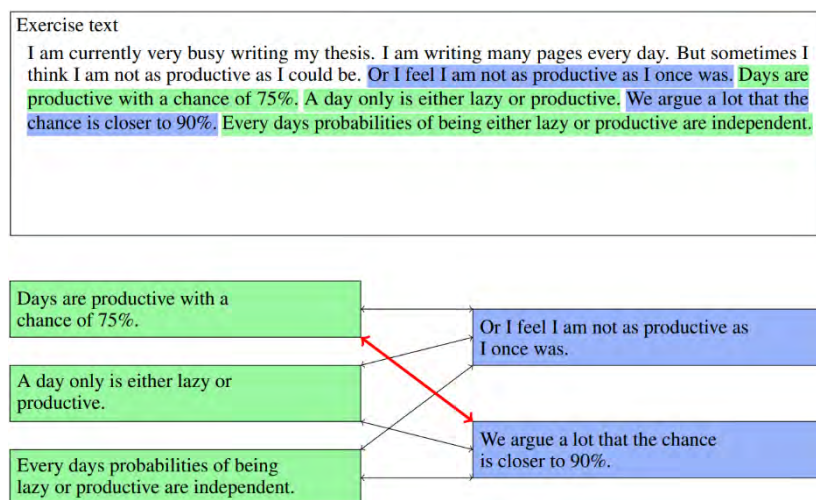 Exercise text
I am currently very busy writing my thesis. I am writing many pages every day. But sometimes I
think I am not as productive as I could be. Or I feel I am not as productive as I once was. Days are
productive with a chance of 75%. A day only is either lazy or productive. We argue a lot that the
chance is closer to 90%. Every days probabilities of being either lazy or productive are independent.
Days are productive with a
chance of 75%.
Or I feel I am not as productive as
I once was.
A day only is either lazy or
productive.
We argue a lot that the chance
is closer to 90%.
Every days probabilities of being
lazy or productive are independent.